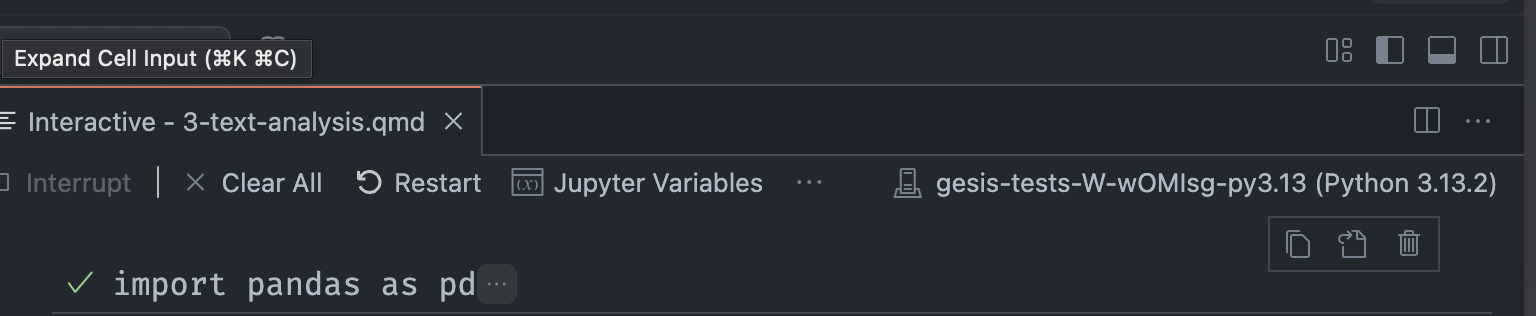 Expand Cell Input (⌘K ⌘C)
Interactive - 3-text-analysis.qmd
Interrupt | Clear All Restart Jupyter Variables ··· gesis-tests-W-wOMIsg-py3.13 (Python 3.13.2)
import pandas as pd ···